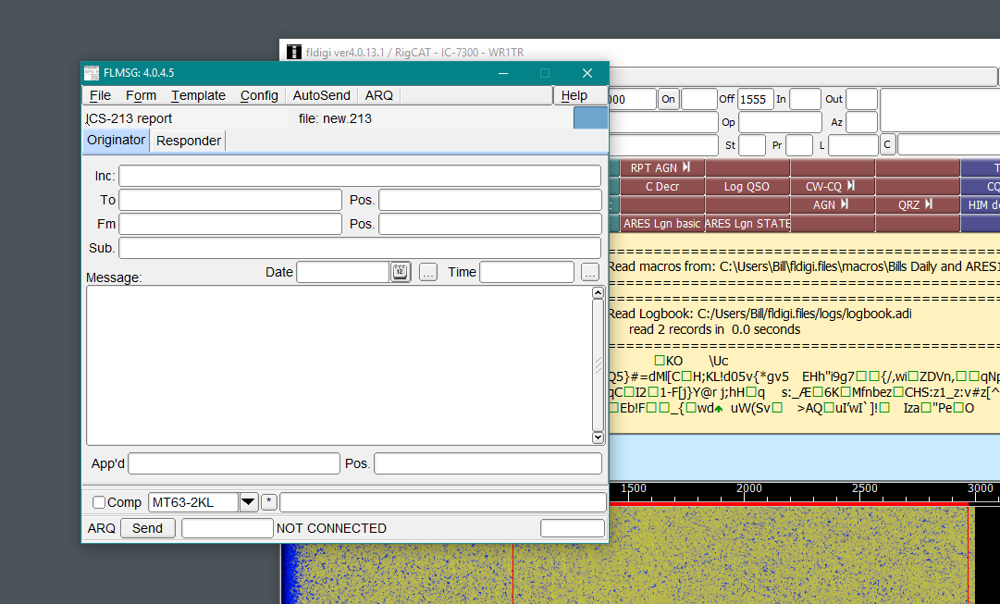 fldigi ver4.0.13.1 / RigCAT - IC-7300 - WR1TR
FLMSG: 4.0.4.5
File Form Template Config AutoSend ARQ Help
ICS-213 report file: new.213
Originator Responder
Inc:
To Pos.
Fm Pos.
Sub.
Date 12 ... Time ...
Message:
App'd Pos.
Comp MT63-2KL *
ARQ Send NOT CONNECTED
000 On Off 1555 In Out
Op Az
St Pr L C
RPT AGN
C Decr Log QSO CW-CQ CQ
AGN QRZ HIM
ARES Lgn basic ARES Lgn STATE
Read macros from: C:\Users\Bill\fldigi.files\macros\Bills Daily and ARES
Read Logbook: C:/Users/Bill/fldigi.files/logs/logbook.adi
read 2 records in 0.0 seconds
□KO \Uc
Q5}#=dMl[C□H;KL!d05v{*gv5 EHh"i9g7□□{/,wi□ZDVn,□□qNp
qC□I2□1-F[j}Y@r j;hH□q s:_Æ□6K□Mfnbez□CHS:z1_z:v#z[^
□Eb!F□□_{□wd uW(Sv□ >AQ□uI'wI`]!□ Iza□"Pe□O
1500 2000 2500 3000